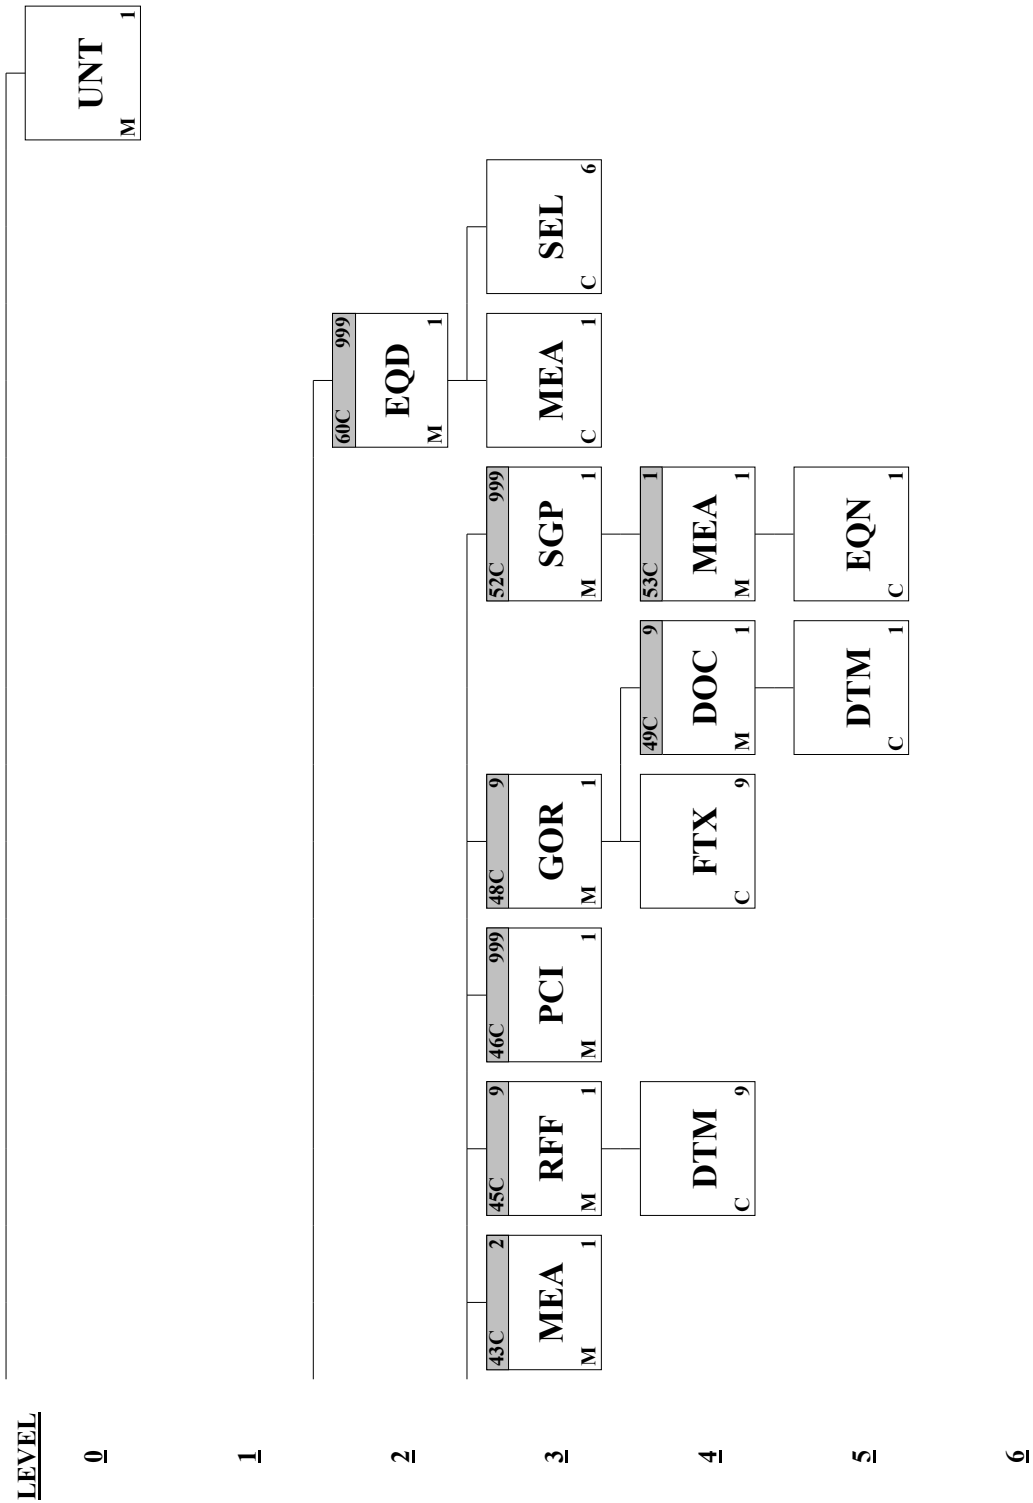 LEVEL
0
UNT
M 1
1
2
60C 999
EQD
M 1
3
43C 2
MEA
M 1
45C 9
RFF
M 1
46C 999
PCI
M 1
48C 9
GOR
M 1
52C 999
SGP
M 1
MEA
C 1
SEL
C 6
4
DTM
C 9
FTX
C 9
49C 9
DOC
M 1
53C 1
MEA
M 1
5
DTM
C 1
EQN
C 1
6